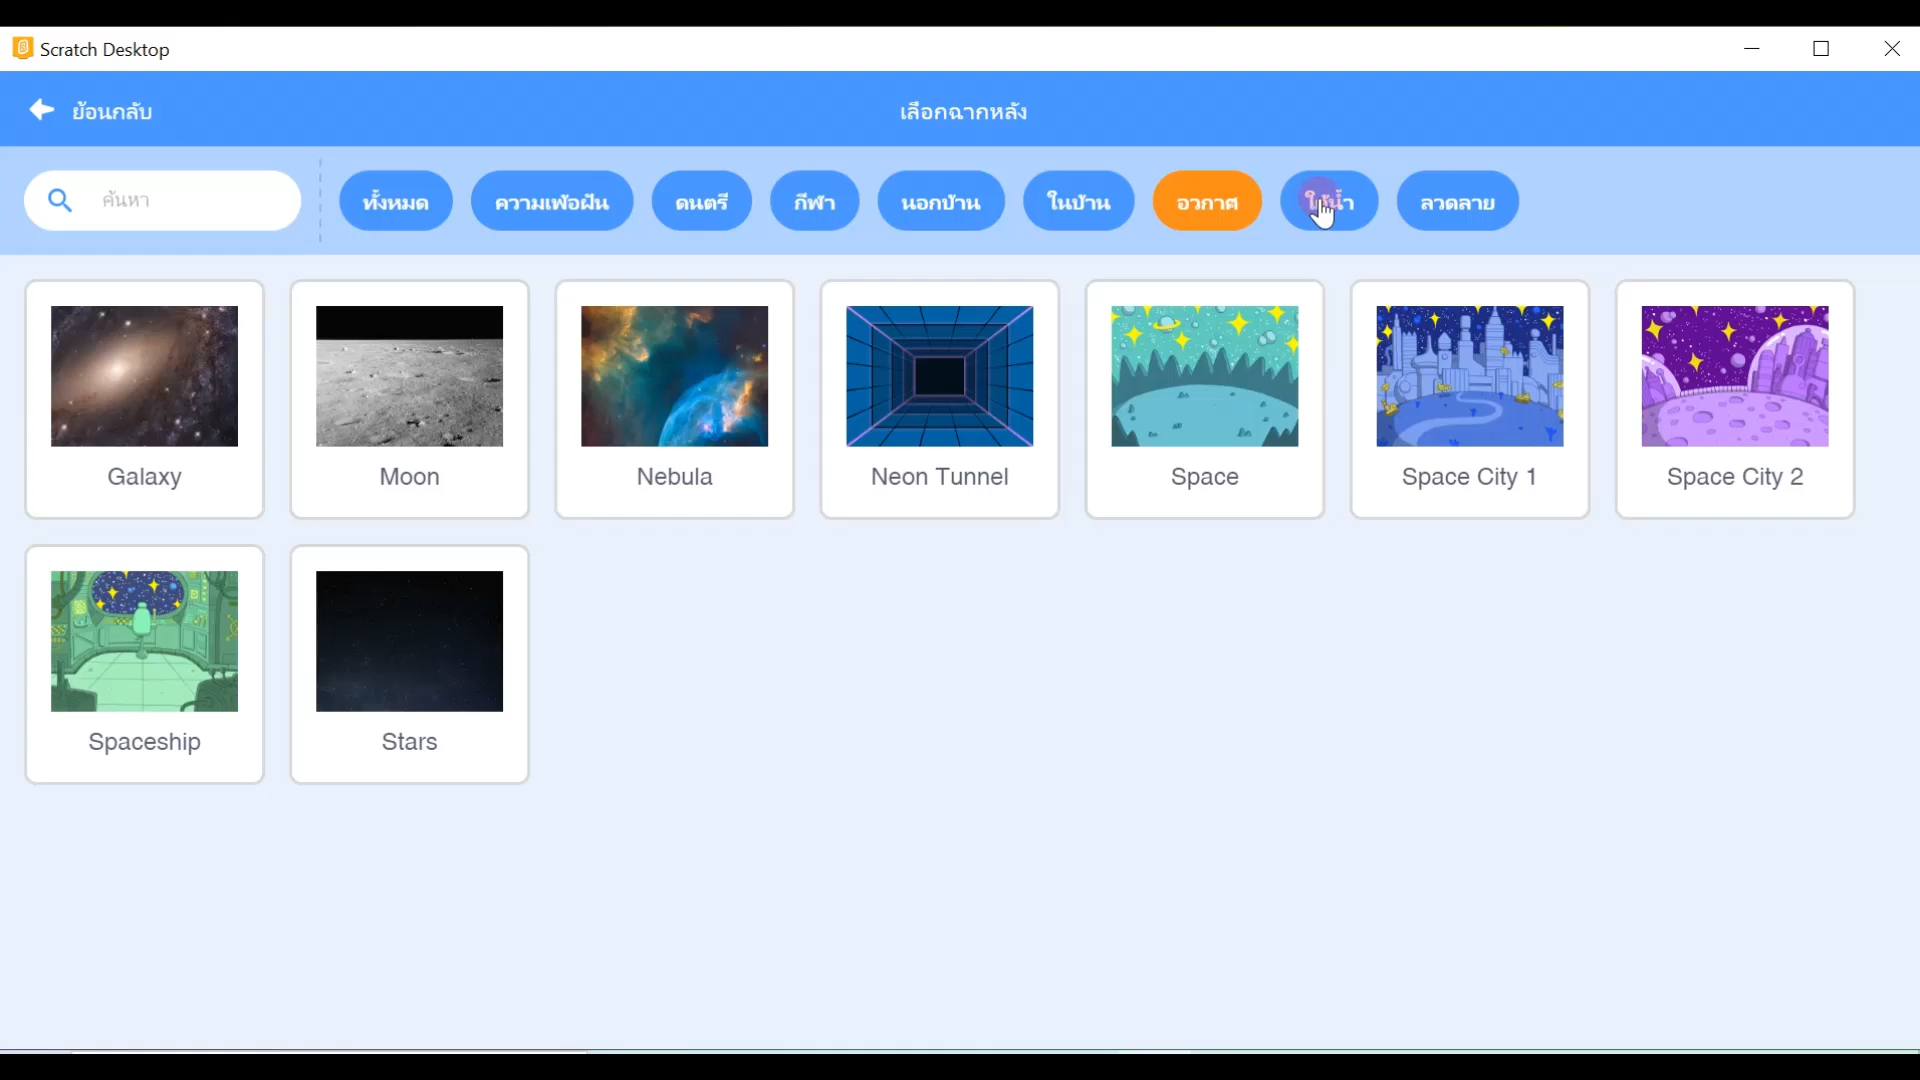 Scratch Desktop
ย้อนกลับ
เลือกฉากหลัง
ค้นหา
ทั้งหมด
ความเพ้อฝัน
ดนตรี
กีฬา
นอกบ้าน
ในบ้าน
อวกาศ
ใต้น้ำ
ลวดลาย
Galaxy
Moon
Nebula
Neon Tunnel
Space
Space City 1
Space City 2
Spaceship
Stars